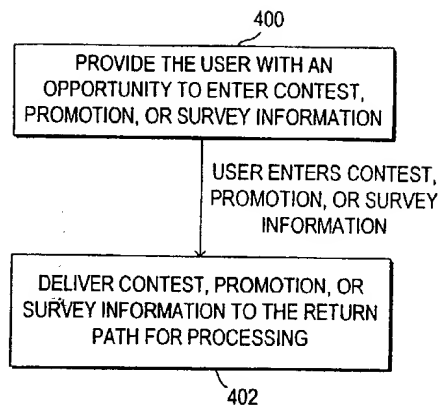 400
PROVIDE THE USER WITH AN
OPPORTUNITY TO ENTER CONTEST,
PROMOTION, OR SURVEY INFORMATION
USER ENTERS CONTEST,
PROMOTION, OR SURVEY
INFORMATION
DELIVER CONTEST, PROMOTION, OR
SURVEY INFORMATION TO THE RETURN
PATH FOR PROCESSING
402